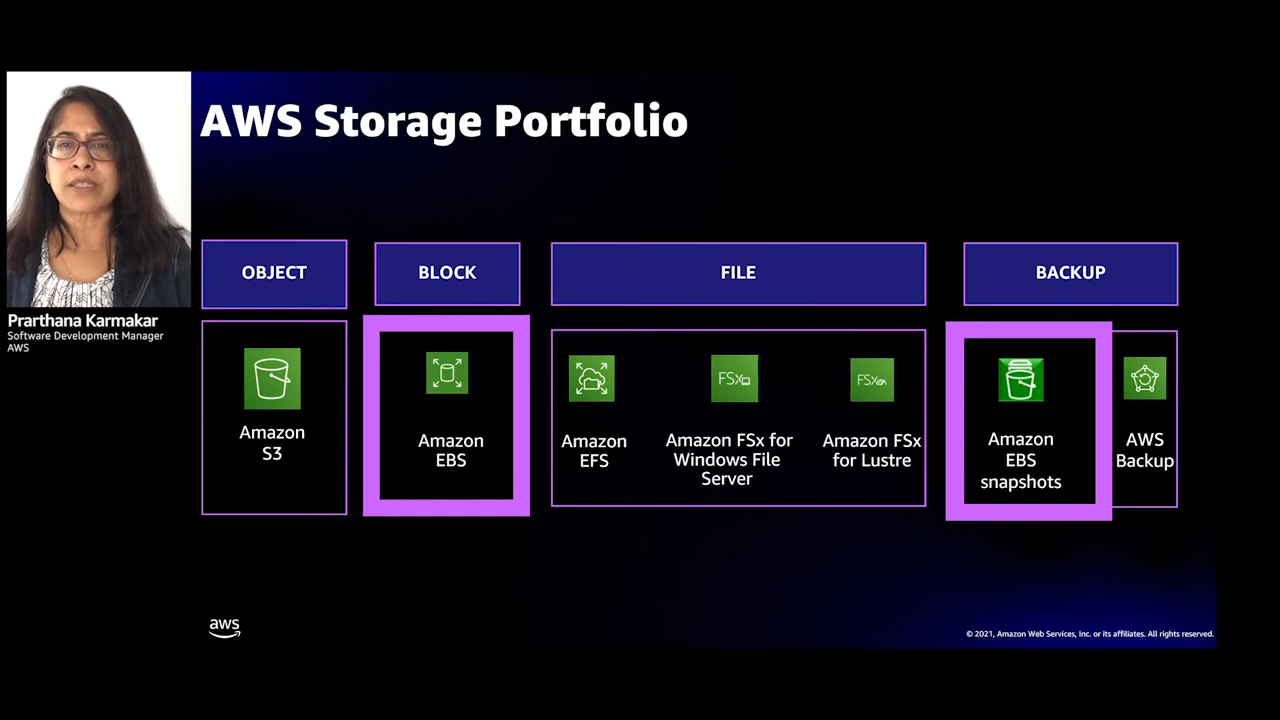 AWS Storage Portfolio
Prarthana Karmakar
Software Development Manager
AWS
OBJECT
BLOCK
FILE
BACKUP
Amazon
S3
Amazon
EBS
Amazon
EFS
FSx
Amazon FSx for
Windows File
Server
FSx
Amazon FSx
for Lustre
Amazon
EBS
snapshots
AWS
Backup
aws
© 2021, Amazon Web Services, Inc. or its affiliates. All rights reserved.